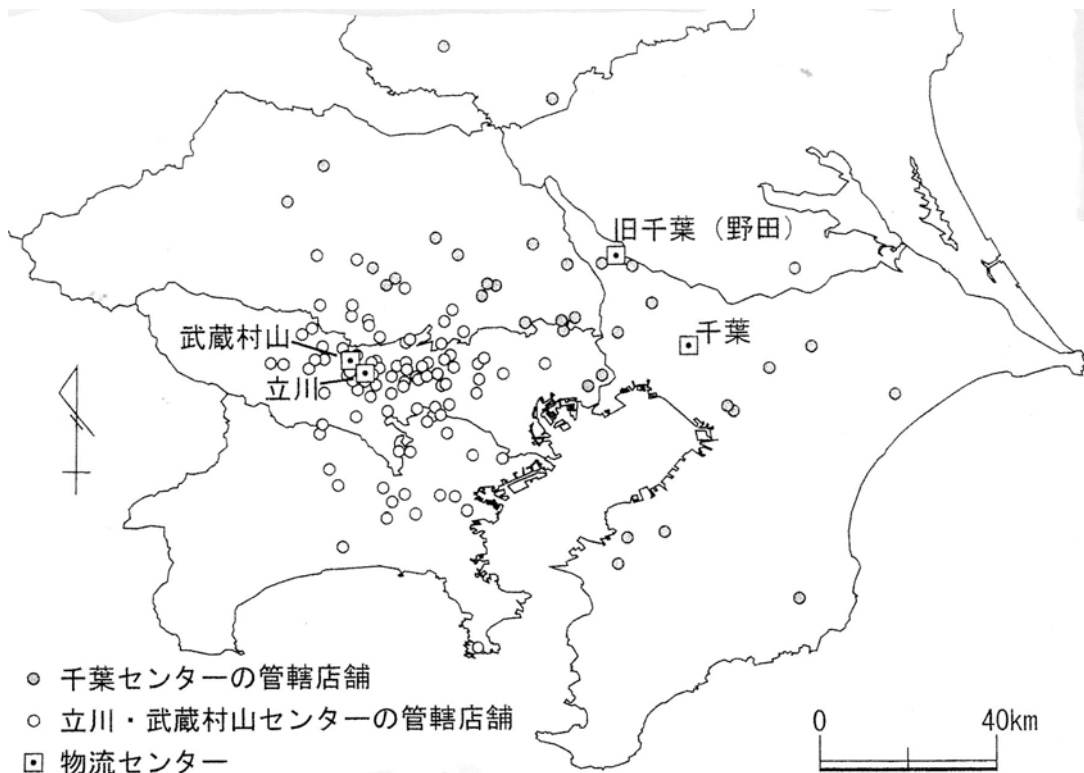 旧千葉（野田）
武蔵村山
千葉
立川
千葉センターの管轄店舗
立川・武蔵村山センターの管轄店舗
物流センター
0 40km